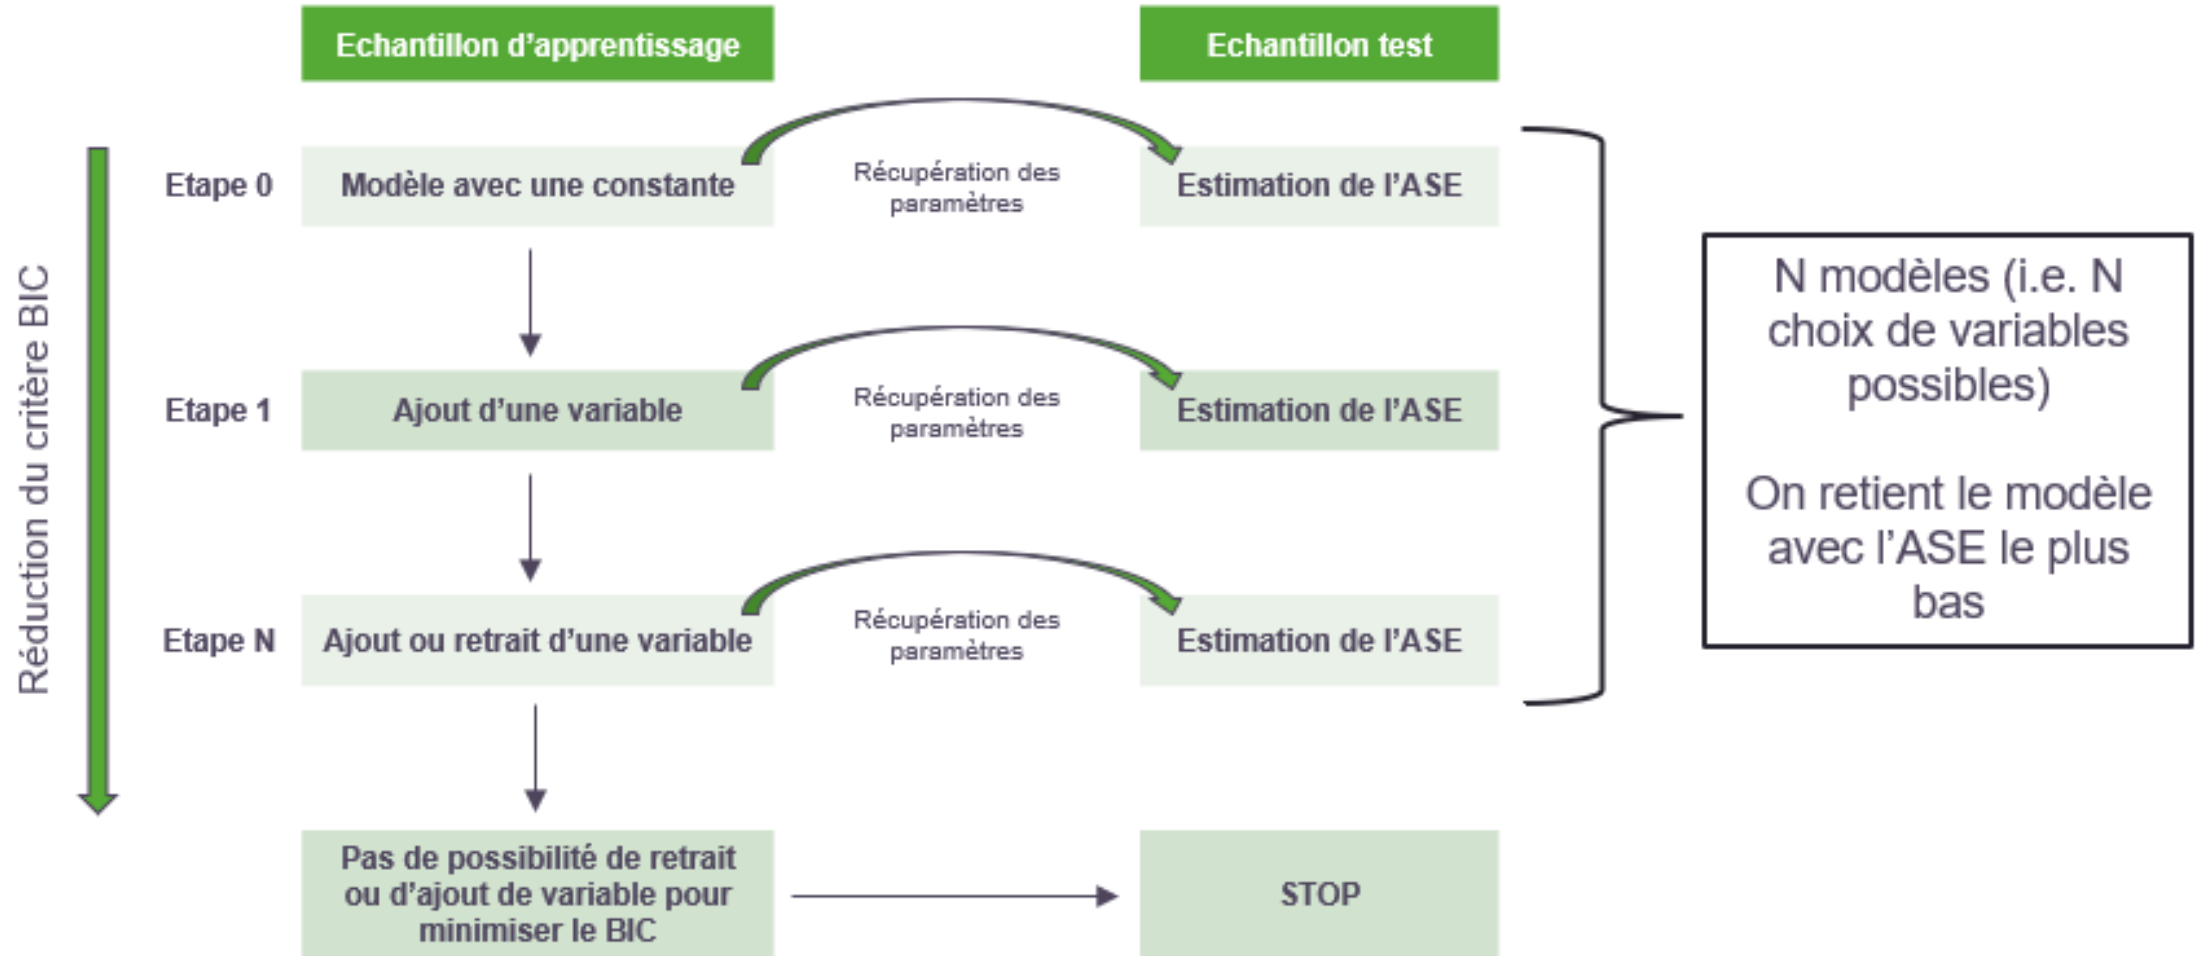 Echantillon d'apprentissage
Echantillon test
Réduction du critère BIC
Etape 0
Modèle avec une constante
Récupération des
paramètres
Estimation de l'ASE
Etape 1
Ajout d'une variable
Récupération des
paramètres
Estimation de l'ASE
Etape N
Ajout ou retrait d'une variable
Récupération des
paramètres
Estimation de l'ASE
Pas de possibilité de retrait
ou d'ajout de variable pour
minimiser le BIC
STOP
N modèles (i.e. N
choix de variables
possibles)
On retient le modèle
avec l'ASE le plus
bas